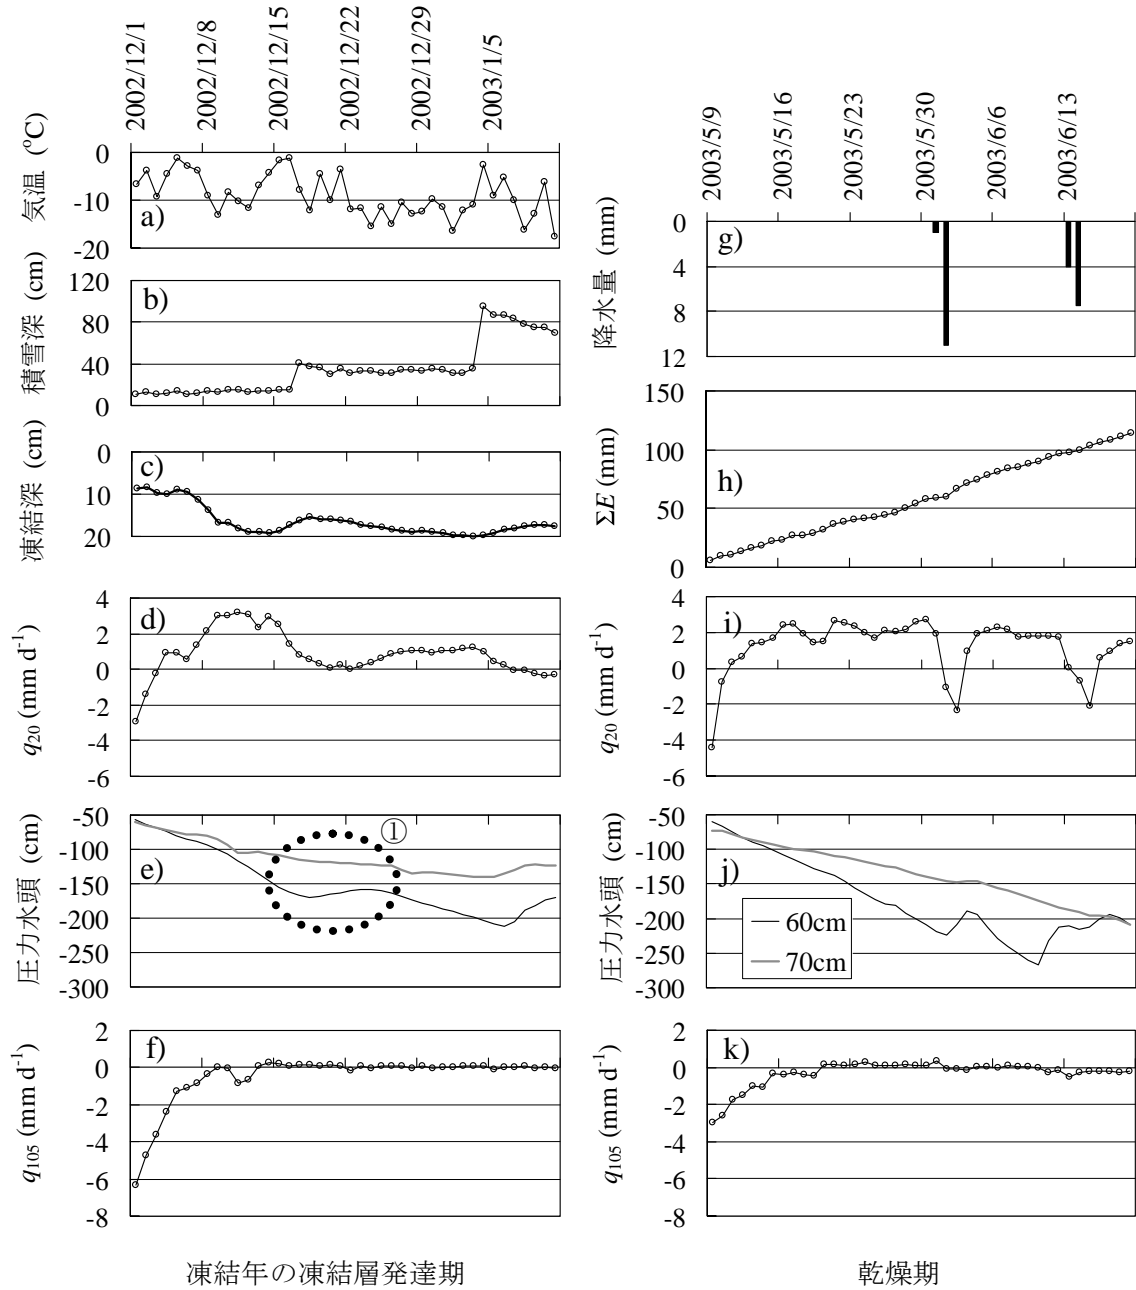 2002/12/1
2002/12/8
2002/12/15
2002/12/22
2002/12/29
2003/1/5
気温 (℃)
0
-10
-20
a)
積雪深 (cm)
120
80
40
0
b)
凍結深 (cm)
0
10
20
c)
q20 (mm d-1)
4
2
0
-2
-4
-6
d)
圧力水頭 (cm)
-50
-100
-150
-200
-250
-300
e)
①
q105 (mm d-1)
2
0
-2
-4
-6
-8
f)
凍結年の凍結層発達期
2003/5/9
2003/5/16
2003/5/23
2003/5/30
2003/6/6
2003/6/13
降水量 (mm)
0
4
8
12
g)
ΣE (mm)
150
100
50
0
h)
q20 (mm d-1)
4
2
0
-2
-4
-6
i)
圧力水頭 (cm)
-50
-100
-150
-200
-250
-300
j)
60cm
70cm
q105 (mm d-1)
2
0
-2
-4
-6
-8
k)
乾燥期